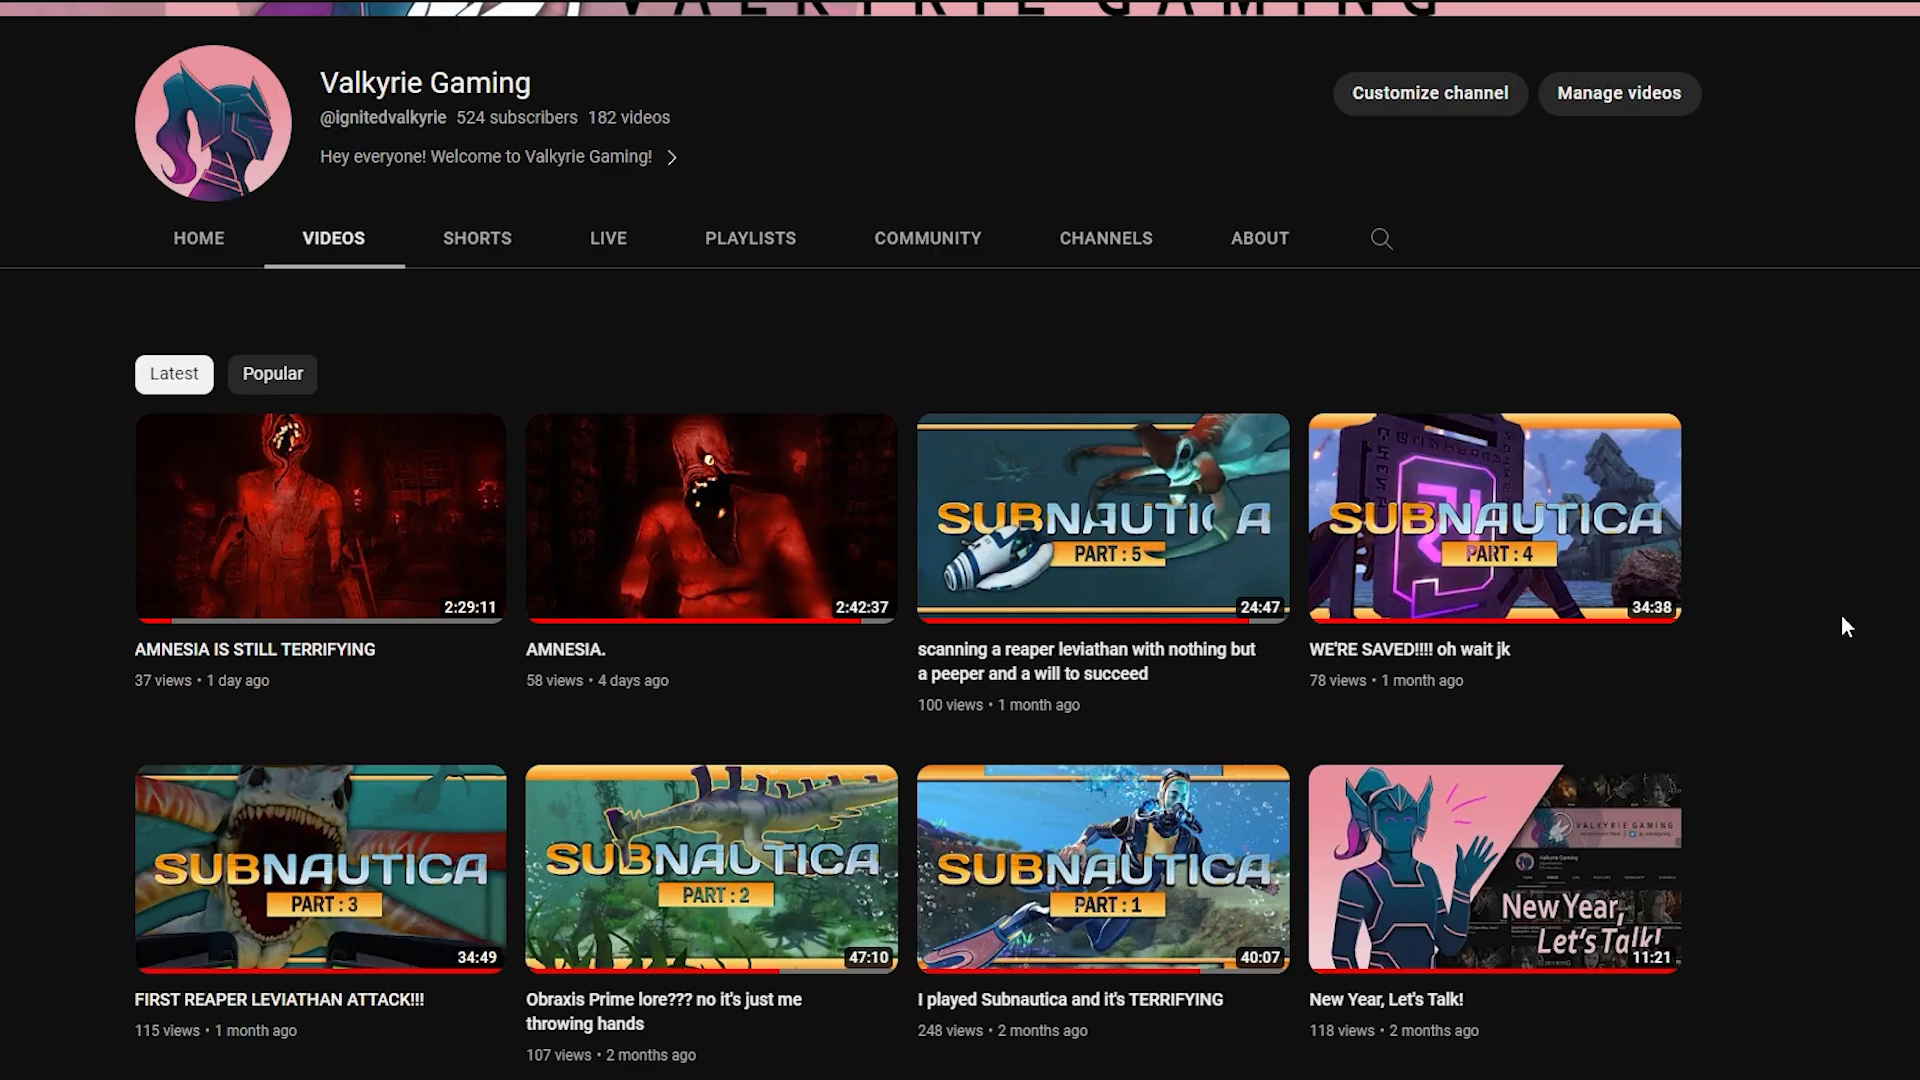 VALKYRIE GAMING
Valkyrie Gaming
@ignitedvalkyrie 524 subscribers 182 videos
Hey everyone! Welcome to Valkyrie Gaming!
Customize channel
Manage videos
HOME
VIDEOS
SHORTS
LIVE
PLAYLISTS
COMMUNITY
CHANNELS
ABOUT
Latest
Popular
2:29:11
AMNESIA IS STILL TERRIFYING
37 views • 1 day ago
2:42:37
AMNESIA.
58 views • 4 days ago
SUBNAUTICA
PART : 5
24:47
scanning a reaper leviathan with nothing but
a peeper and a will to succeed
100 views • 1 month ago
SUBNAUTICA
PART : 4
34:38
WE'RE SAVED!!!! oh wait jk
78 views • 1 month ago
SUBNAUTICA
PART : 3
34:49
FIRST REAPER LEVIATHAN ATTACK!!!
115 views • 1 month ago
SUBNAUTICA
PART : 2
47:10
Obraxis Prime lore??? no it's just me
throwing hands
107 views • 2 months ago
SUBNAUTICA
PART : 1
40:07
I played Subnautica and it's TERRIFYING
248 views • 2 months ago
VALKYRIE GAMING
Valkyrie Gaming
New Year,
Let's Talk!
11:21
New Year, Let's Talk!
118 views • 2 months ago